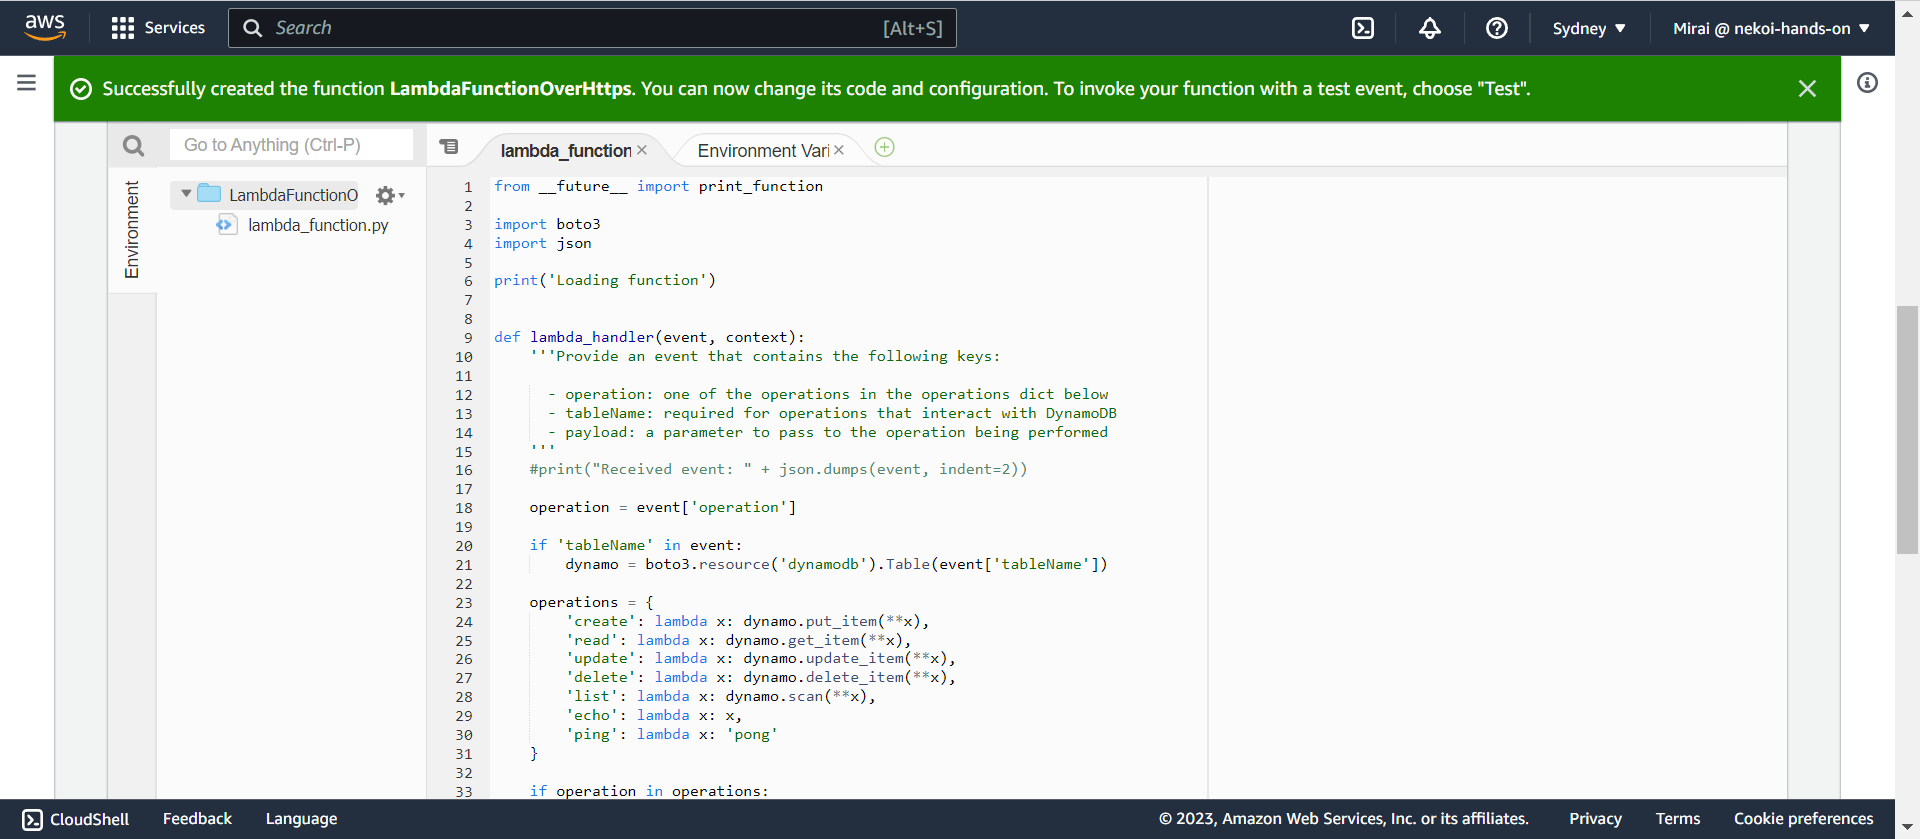 aws
Services
Search
[Alt+S]
Sydney
Mirai @ nekoi-hands-on
Successfully created the function LambdaFunctionOverHttps. You can now change its code and configuration. To invoke your function with a test event, choose "Test".
Go to Anything (Ctrl-P)
lambda_function
Environment Vari
Environment
LambdaFunctionO
lambda_function.py
1 from __future__ import print_function
2
3 import boto3
4 import json
5
6 print('Loading function')
7
8
9 def lambda_handler(event, context):
10 '''Provide an event that contains the following keys:
11
12 - operation: one of the operations in the operations dict below
13 - tableName: required for operations that interact with DynamoDB
14 - payload: a parameter to pass to the operation being performed
15 '''
16 #print("Received event: " + json.dumps(event, indent=2))
17
18 operation = event['operation']
19
20 if 'tableName' in event:
21 dynamo = boto3.resource('dynamodb').Table(event['tableName'])
22
23 operations = {
24 'create': lambda x: dynamo.put_item(**x),
25 'read': lambda x: dynamo.get_item(**x),
26 'update': lambda x: dynamo.update_item(**x),
27 'delete': lambda x: dynamo.delete_item(**x),
28 'list': lambda x: dynamo.scan(**x),
29 'echo': lambda x: x,
30 'ping': lambda x: 'pong'
31 }
32
33 if operation in operations:
CloudShell
Feedback
Language
© 2023, Amazon Web Services, Inc. or its affiliates.
Privacy
Terms
Cookie preferences